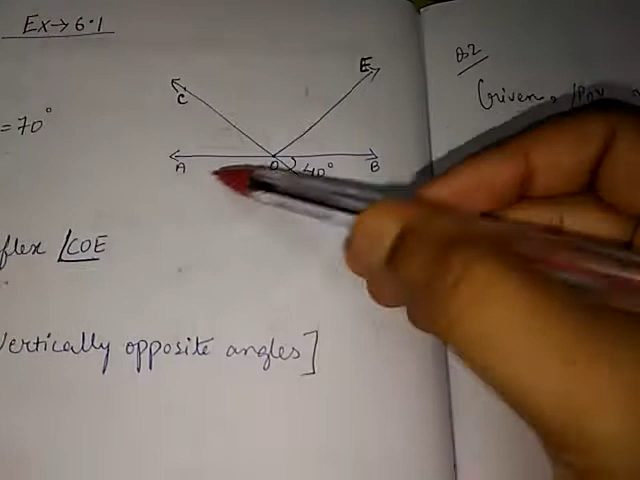 Ex→6.1
Q2
E
C
Given,
=70°
A
O
40°
B
flex ∠COE
Vertically opposite angles]